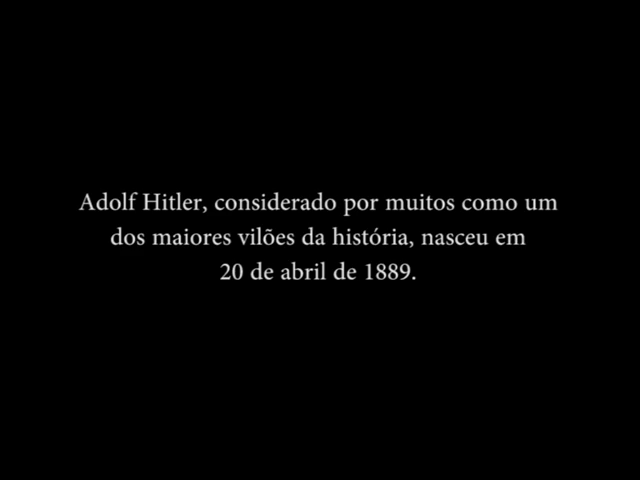 Adolf Hitler, considerado por muitos como um
dos maiores vilões da história, nasceu em
20 de abril de 1889.